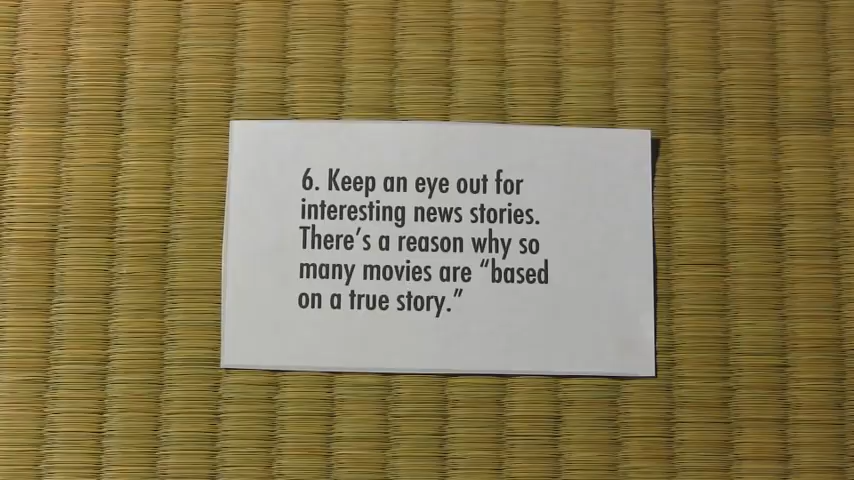 6. Keep an eye out for
interesting news stories.
There’s a reason why so
many movies are “based
on a true story.”